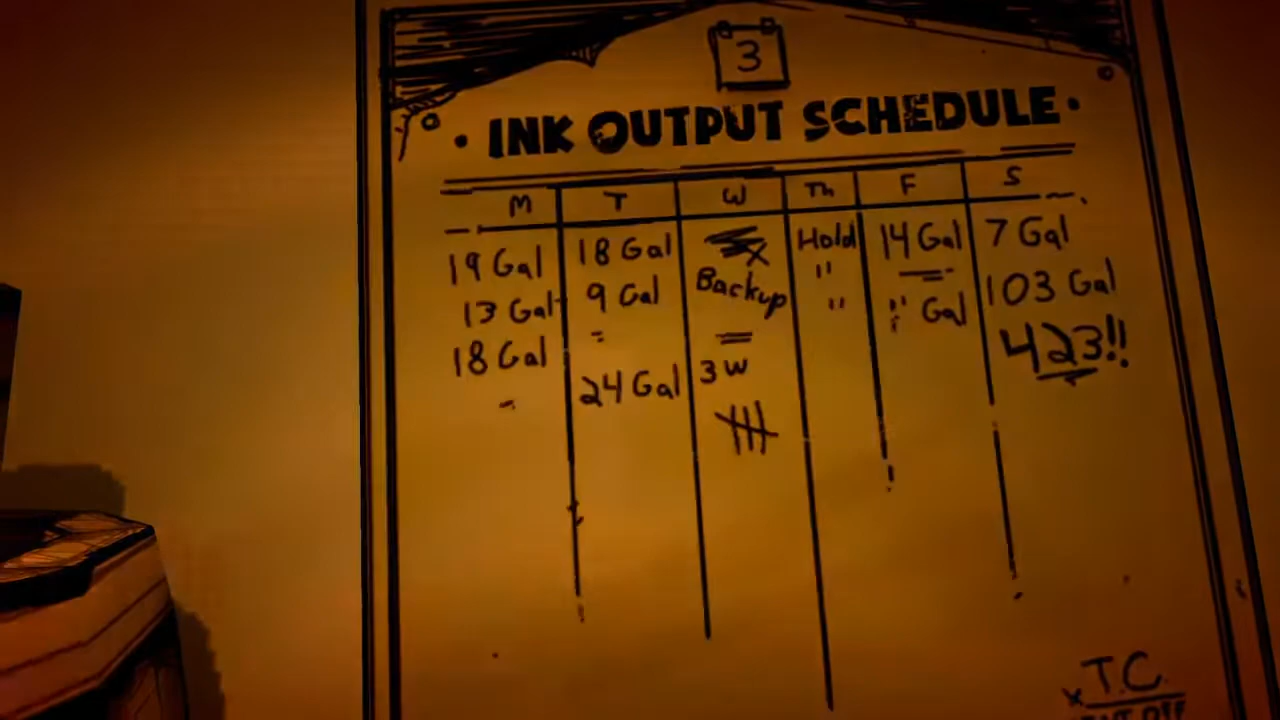 3
• INK OUTPUT SCHEDULE •
M T W Th F S
19 Gal 18 Gal x Hold 14 Gal 7 Gal
13 Gal 9 Gal Backup " 103 Gal
18 Gal " " Gal 423!!
24 Gal 3 W
x T.C.